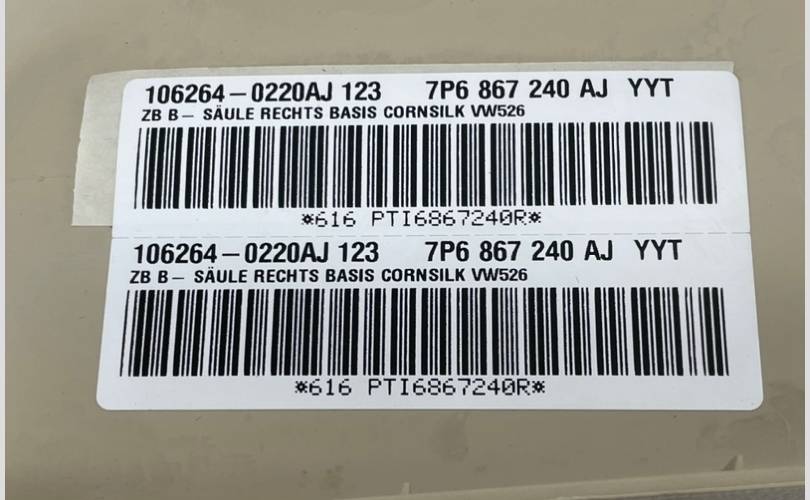 106264-0220AJ 123 7P6 867 240 AJ YYT
ZB B- SÄULE RECHTS BASIS CORNSILK VW526
*616 PTI6867240R*
106264-0220AJ 123 7P6 867 240 AJ YYT
ZB B- SÄULE RECHTS BASIS CORNSILK VW526
*616 PTI6867240R*